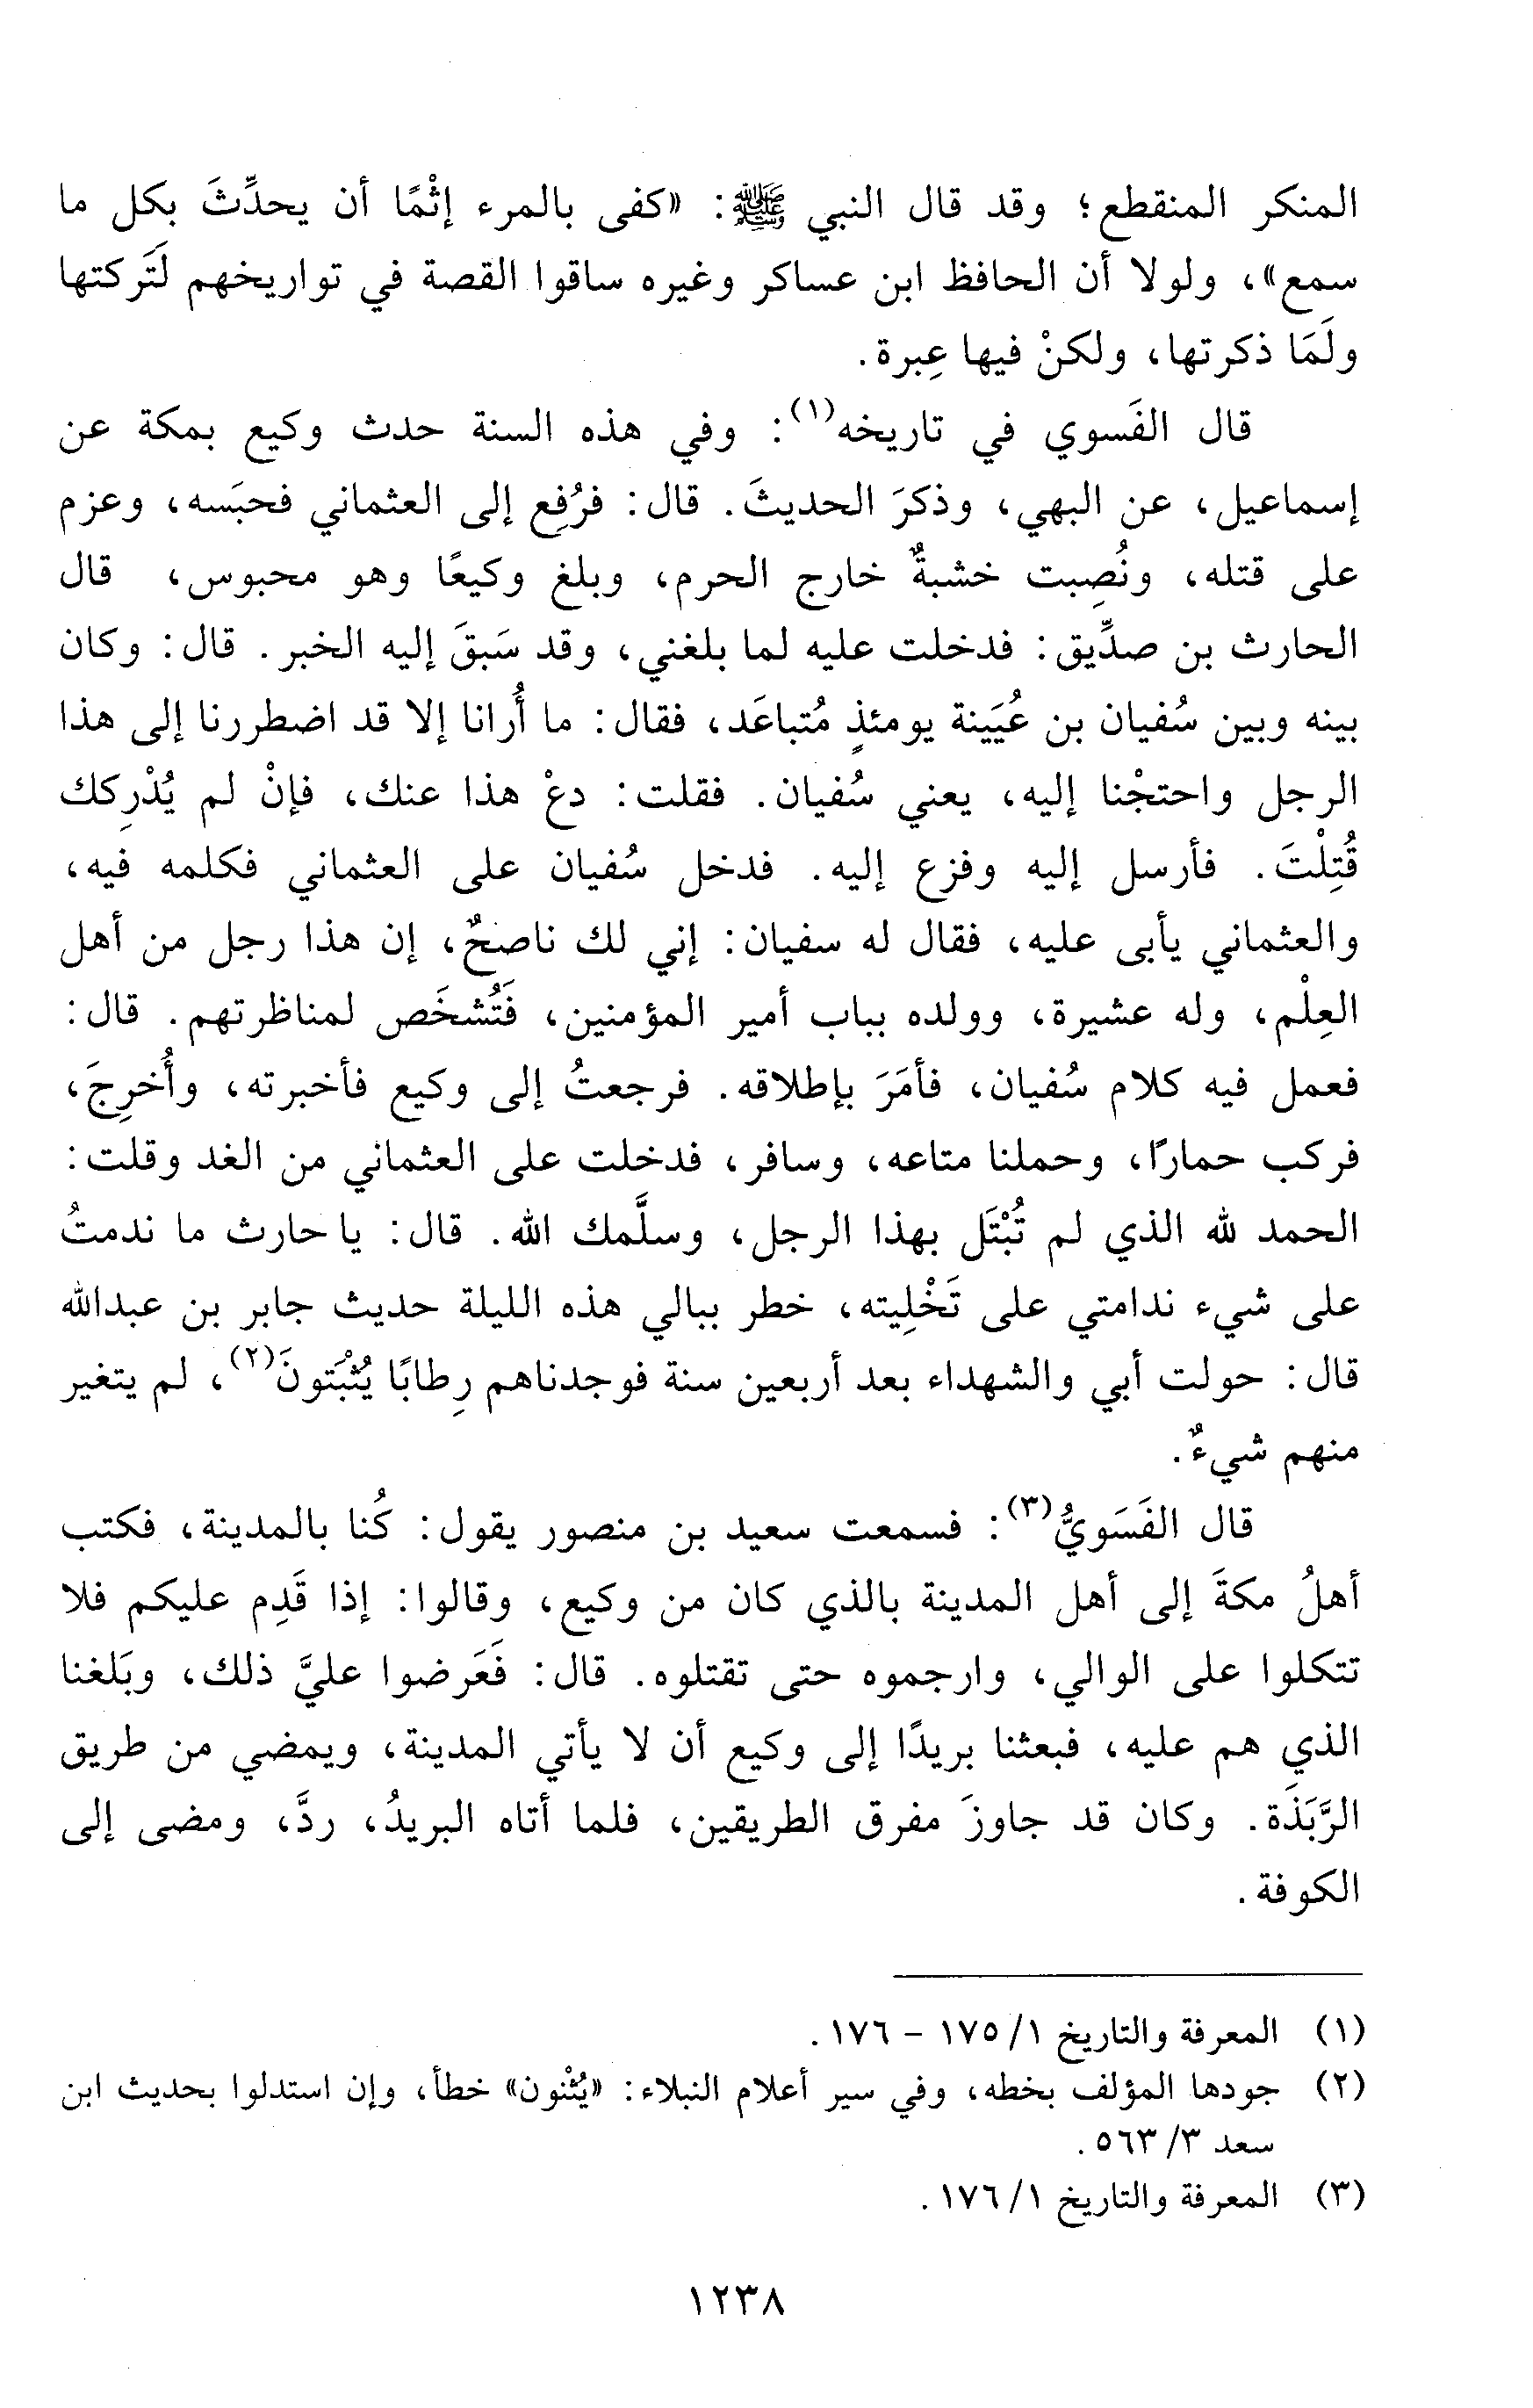 المنكر المنقطع؛ وقد قال النبي ﷺ: «كفى بالمرء إثْمًا أن يحدِّثَ بكل ما
سمع»، ولولا أن الحافظ ابن عساكر وغيره ساقوا القصة في تواريخهم لَتَركتها
ولَمَا ذكرتها، ولكنْ فيها عِبرة.
قال الفَسوي في تاريخه(١): وفي هذه السنة حدث وكيع بمكة عن
إسماعيل، عن البهي، وذكرَ الحديثَ. قال: فرُفِع إلى العثماني فحبَسه، وعزم
على قتله، ونُصِبت خشبةٌ خارج الحرم، وبلغ وكيعًا وهو محبوس، قال
الحارث بن صدِّيق: فدخلت عليه لما بلغني، وقد سَبقَ إليه الخبر. قال: وكان
بينه وبين سُفيان بن عُيَينة يومئذٍ مُتباعَد، فقال: ما أُرانا إلا قد اضطررنا إلى هذا
الرجل واحتجْنا إليه، يعني سُفيان. فقلت: دعْ هذا عنك، فإنْ لم يُدْرِكك
قُتِلْتَ. فأرسل إليه وفزع إليه. فدخل سُفيان على العثماني فكلمه فيه،
والعثماني يأبى عليه، فقال له سفيان: إني لك ناصحٌ، إن هذا رجل من أهل
العِلْم، وله عشيرة، وولده بباب أمير المؤمنين، فَتُشخَص لمناظرتهم. قال:
فعمل فيه كلام سُفيان، فأمَرَ بإطلاقه. فرجعتُ إلى وكيع فأخبرته، وأُخرِجَ،
فركب حمارًا، وحملنا متاعه، وسافر، فدخلت على العثماني من الغد وقلت:
الحمد لله الذي لم تُبْتَل بهذا الرجل، وسلَّمك الله. قال: يا حارث ما ندمتُ
على شيء ندامتي على تَخْلِيته، خطر ببالي هذه الليلة حديث جابر بن عبدالله
قال: حولت أبي والشهداء بعد أربعين سنة فوجدناهم رِطابًا يُثْبَتونَ(٢)، لم يتغير
منهم شيءٌ.
قال الفَسَويُّ(٣): فسمعت سعيد بن منصور يقول: كُنا بالمدينة، فكتب
أهلُ مكةَ إلى أهل المدينة بالذي كان من وكيع، وقالوا: إذا قَدِم عليكم فلا
تتكلوا على الوالي، وارجموه حتى تقتلوه. قال: فَعَرضوا عليَّ ذلك، وبَلغنا
الذي هم عليه، فبعثنا بريدًا إلى وكيع أن لا يأتي المدينة، ويمضي من طريق
الرَّبَذَة. وكان قد جاوزَ مفرق الطريقين، فلما أتاه البريدُ، ردَّ، ومضى إلى
الكوفة.
(١) المعرفة والتاريخ ١/ ١٧٥ - ١٧٦.
(٢) جودها المؤلف بخطه، وفي سير أعلام النبلاء: «يُثْنون» خطأ، وإن استدلوا بحديث ابن
سعد ٣/ ٥٦٣.
(٣) المعرفة والتاريخ ١/ ١٧٦.
١٢٣٨